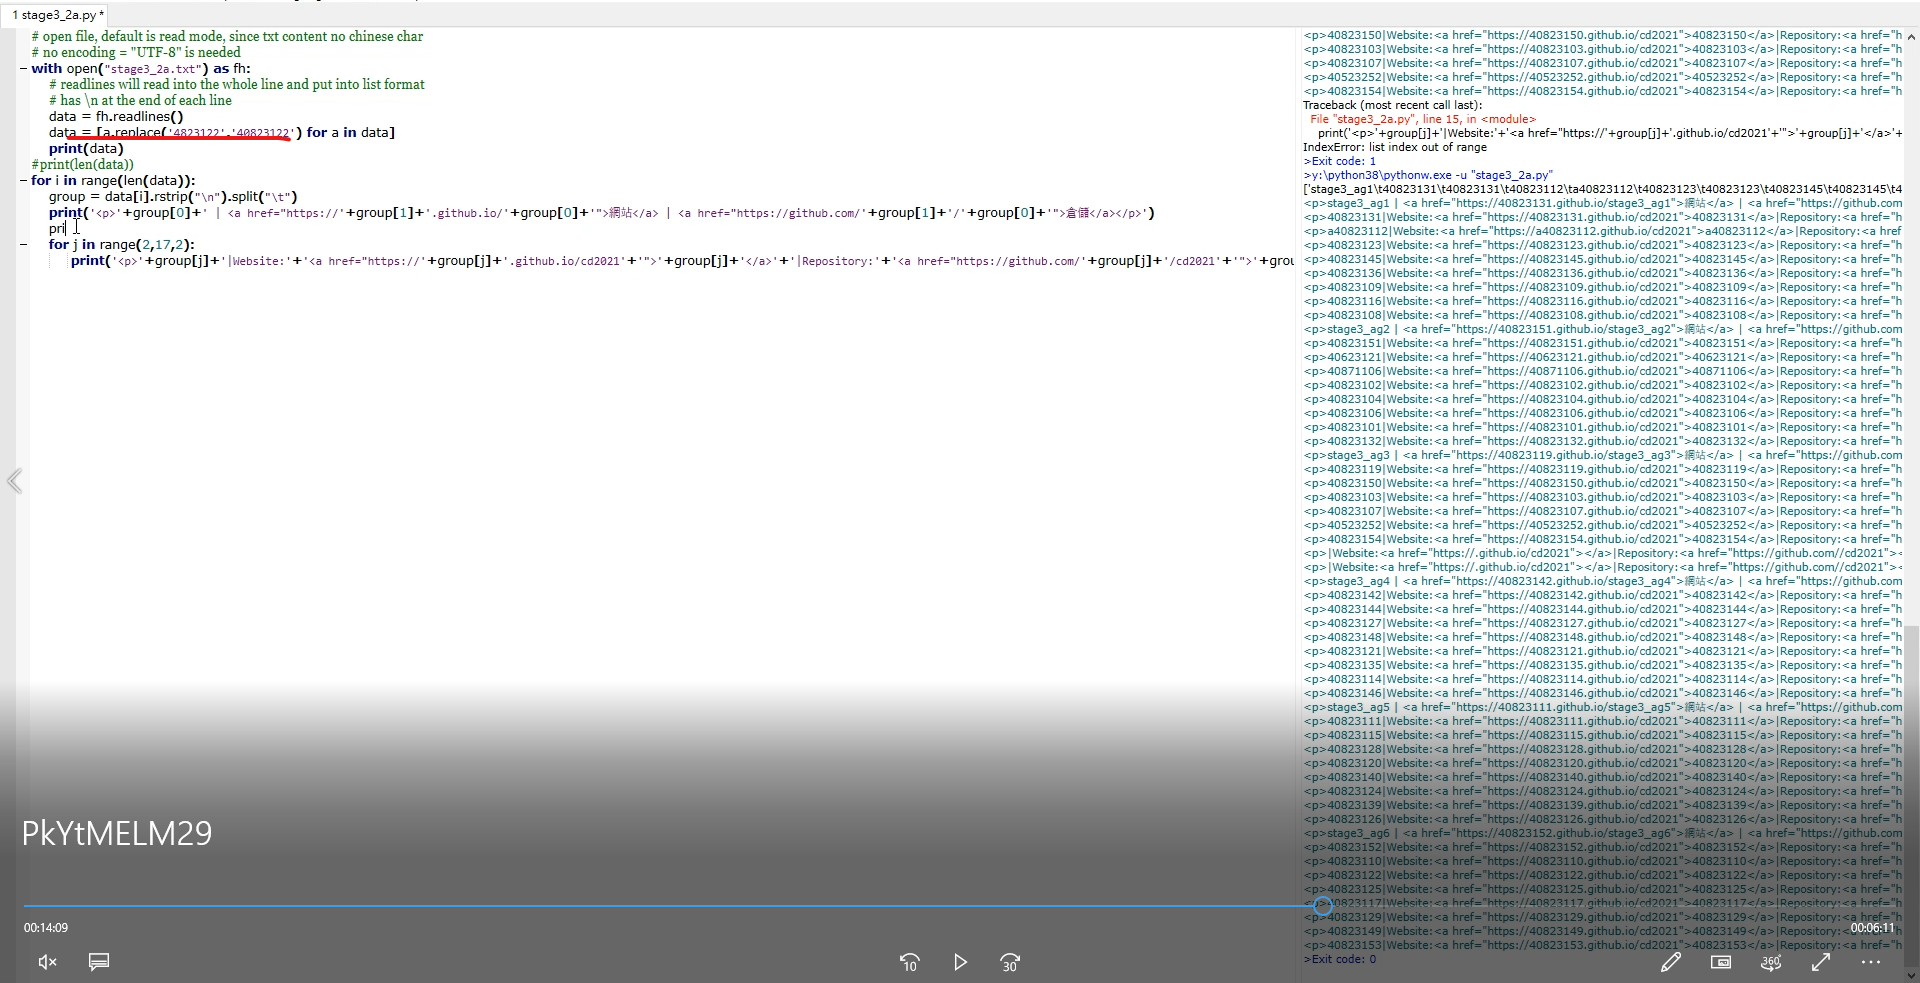 1 stage3_2a.py *
# open file, default is read mode, since txt content no chinese char
# no encoding = "UTF-8" is needed
with open("stage3_2a.txt") as fh:
# readlines will read into the whole line and put into list format
# has \n at the end of each line
data = fh.readlines()
data = [a.replace('4823122','40823122') for a in data]
print(data)
#print(len(data))
for i in range(len(data)):
group = data[i].rstrip("\n").split("\t")
print('<p>'+group[0]+' | <a href="https://'+group[1]+'.github.io/'+group[0]+'">網站</a> | <a href="https://github.com/'+group[1]+'/'+group[0]+'">倉儲</a></p>')
pri
for j in range(2,17,2):
print('<p>'+group[j]+'|Website:'+'<a href="https://'+group[j]+'.github.io/cd2021'+'">'+group[j]+'</a>'+'|Repository:'+'<a href="https://github.com/'+group[j]+'/cd2021'+'">'+grou
<p>40823150|Website:<a href="https://40823150.github.io/cd2021">40823150</a>|Repository:<a href="h
<p>40823103|Website:<a href="https://40823103.github.io/cd2021">40823103</a>|Repository:<a href="h
<p>40823107|Website:<a href="https://40823107.github.io/cd2021">40823107</a>|Repository:<a href="h
<p>40523252|Website:<a href="https://40523252.github.io/cd2021">40523252</a>|Repository:<a href="h
<p>40823154|Website:<a href="https://40823154.github.io/cd2021">40823154</a>|Repository:<a href="h
Traceback (most recent call last):
File "stage3_2a.py", line 15, in <module>
print('<p>'+group[j]+'|Website:'+'<a href="https://'+group[j]+'.github.io/cd2021'+'">'+group[j]+'</a>'+
IndexError: list index out of range
>Exit code: 1
>y:\python38\pythonw.exe -u "stage3_2a.py"
['stage3_ag1\t40823131\t40823131\t40823112\ta40823112\t40823123\t40823123\t40823145\t40823145\t4
<p>stage3_ag1 | <a href="https://40823131.github.io/stage3_ag1">網站</a> | <a href="https://github.com
<p>40823131|Website:<a href="https://40823131.github.io/cd2021">40823131</a>|Repository:<a href="h
<p>a40823112|Website:<a href="https://a40823112.github.io/cd2021">a40823112</a>|Repository:<a href
<p>40823123|Website:<a href="https://40823123.github.io/cd2021">40823123</a>|Repository:<a href="h
<p>40823145|Website:<a href="https://40823145.github.io/cd2021">40823145</a>|Repository:<a href="h
<p>40823136|Website:<a href="https://40823136.github.io/cd2021">40823136</a>|Repository:<a href="h
<p>40823109|Website:<a href="https://40823109.github.io/cd2021">40823109</a>|Repository:<a href="h
<p>40823116|Website:<a href="https://40823116.github.io/cd2021">40823116</a>|Repository:<a href="h
<p>40823108|Website:<a href="https://40823108.github.io/cd2021">40823108</a>|Repository:<a href="h
<p>stage3_ag2 | <a href="https://40823151.github.io/stage3_ag2">網站</a> | <a href="https://github.com
<p>40823151|Website:<a href="https://40823151.github.io/cd2021">40823151</a>|Repository:<a href="h
<p>40623121|Website:<a href="https://40623121.github.io/cd2021">40623121</a>|Repository:<a href="h
<p>40871106|Website:<a href="https://40871106.github.io/cd2021">40871106</a>|Repository:<a href="h
<p>40823102|Website:<a href="https://40823102.github.io/cd2021">40823102</a>|Repository:<a href="h
<p>40823104|Website:<a href="https://40823104.github.io/cd2021">40823104</a>|Repository:<a href="h
<p>40823106|Website:<a href="https://40823106.github.io/cd2021">40823106</a>|Repository:<a href="h
<p>40823101|Website:<a href="https://40823101.github.io/cd2021">40823101</a>|Repository:<a href="h
<p>40823132|Website:<a href="https://40823132.github.io/cd2021">40823132</a>|Repository:<a href="h
<p>stage3_ag3 | <a href="https://40823119.github.io/stage3_ag3">網站</a> | <a href="https://github.com
<p>40823119|Website:<a href="https://40823119.github.io/cd2021">40823119</a>|Repository:<a href="h
<p>40823150|Website:<a href="https://40823150.github.io/cd2021">40823150</a>|Repository:<a href="h
<p>40823103|Website:<a href="https://40823103.github.io/cd2021">40823103</a>|Repository:<a href="h
<p>40823107|Website:<a href="https://40823107.github.io/cd2021">40823107</a>|Repository:<a href="h
<p>40523252|Website:<a href="https://40523252.github.io/cd2021">40523252</a>|Repository:<a href="h
<p>40823154|Website:<a href="https://40823154.github.io/cd2021">40823154</a>|Repository:<a href="h
<p>|Website:<a href="https://.github.io/cd2021"></a>|Repository:<a href="https://github.com//cd2021"><
<p>|Website:<a href="https://.github.io/cd2021"></a>|Repository:<a href="https://github.com//cd2021"><
<p>stage3_ag4 | <a href="https://40823142.github.io/stage3_ag4">網站</a> | <a href="https://github.com
<p>40823142|Website:<a href="https://40823142.github.io/cd2021">40823142</a>|Repository:<a href="h
<p>40823144|Website:<a href="https://40823144.github.io/cd2021">40823144</a>|Repository:<a href="h
<p>40823127|Website:<a href="https://40823127.github.io/cd2021">40823127</a>|Repository:<a href="h
<p>40823148|Website:<a href="https://40823148.github.io/cd2021">40823148</a>|Repository:<a href="h
<p>40823121|Website:<a href="https://40823121.github.io/cd2021">40823121</a>|Repository:<a href="h
<p>40823135|Website:<a href="https://40823135.github.io/cd2021">40823135</a>|Repository:<a href="h
<p>40823114|Website:<a href="https://40823114.github.io/cd2021">40823114</a>|Repository:<a href="h
<p>40823146|Website:<a href="https://40823146.github.io/cd2021">40823146</a>|Repository:<a href="h
<p>stage3_ag5 | <a href="https://40823111.github.io/stage3_ag5">網站</a> | <a href="https://github.com
<p>40823111|Website:<a href="https://40823111.github.io/cd2021">40823111</a>|Repository:<a href="h
<p>40823115|Website:<a href="https://40823115.github.io/cd2021">40823115</a>|Repository:<a href="h
<p>40823128|Website:<a href="https://40823128.github.io/cd2021">40823128</a>|Repository:<a href="h
<p>40823120|Website:<a href="https://40823120.github.io/cd2021">40823120</a>|Repository:<a href="h
<p>40823140|Website:<a href="https://40823140.github.io/cd2021">40823140</a>|Repository:<a href="h
<p>40823124|Website:<a href="https://40823124.github.io/cd2021">40823124</a>|Repository:<a href="h
<p>40823139|Website:<a href="https://40823139.github.io/cd2021">40823139</a>|Repository:<a href="h
<p>40823126|Website:<a href="https://40823126.github.io/cd2021">40823126</a>|Repository:<a href="h
<p>stage3_ag6 | <a href="https://40823152.github.io/stage3_ag6">網站</a> | <a href="https://github.com
<p>40823152|Website:<a href="https://40823152.github.io/cd2021">40823152</a>|Repository:<a href="h
<p>40823110|Website:<a href="https://40823110.github.io/cd2021">40823110</a>|Repository:<a href="h
<p>40823122|Website:<a href="https://40823122.github.io/cd2021">40823122</a>|Repository:<a href="h
<p>40823125|Website:<a href="https://40823125.github.io/cd2021">40823125</a>|Repository:<a href="h
<p>40823117|Website:<a href="https://40823117.github.io/cd2021">40823117</a>|Repository:<a href="h
<p>40823129|Website:<a href="https://40823129.github.io/cd2021">40823129</a>|Repository:<a href="h
<p>40823149|Website:<a href="https://40823149.github.io/cd2021">40823149</a>|Repository:<a href="h
<p>40823153|Website:<a href="https://40823153.github.io/cd2021">40823153</a>|Repository:<a href="h
>Exit code: 0
PkYtMELM29
00:14:09
00:06:11
10
30
360